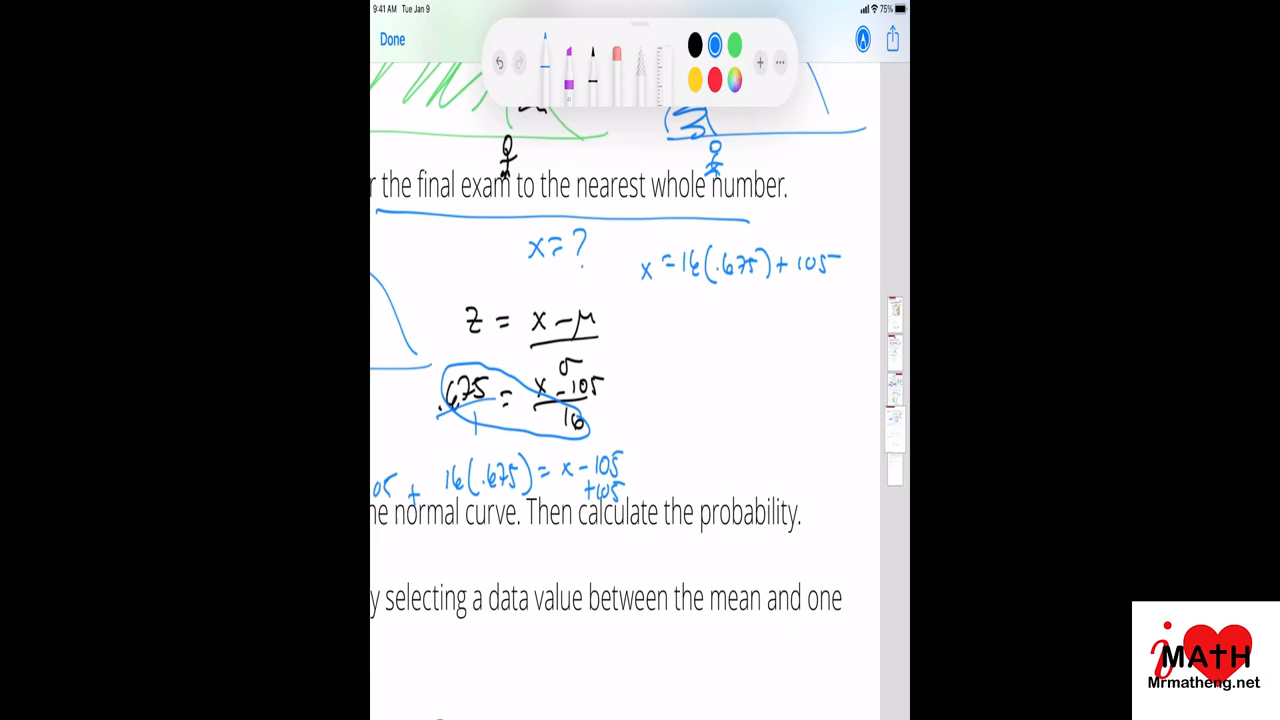 9:41 AM Tue Jan 9
75%
Done
r the final exam to the nearest whole number.
x = ?
x = 16(.675) + 105
z = x - μ
σ
.675 = x - 105
1 16
05 + 16(.675) = x - 105
+105
he normal curve. Then calculate the probability.
y selecting a data value between the mean and one
i
MATH
Mrmatheng.net